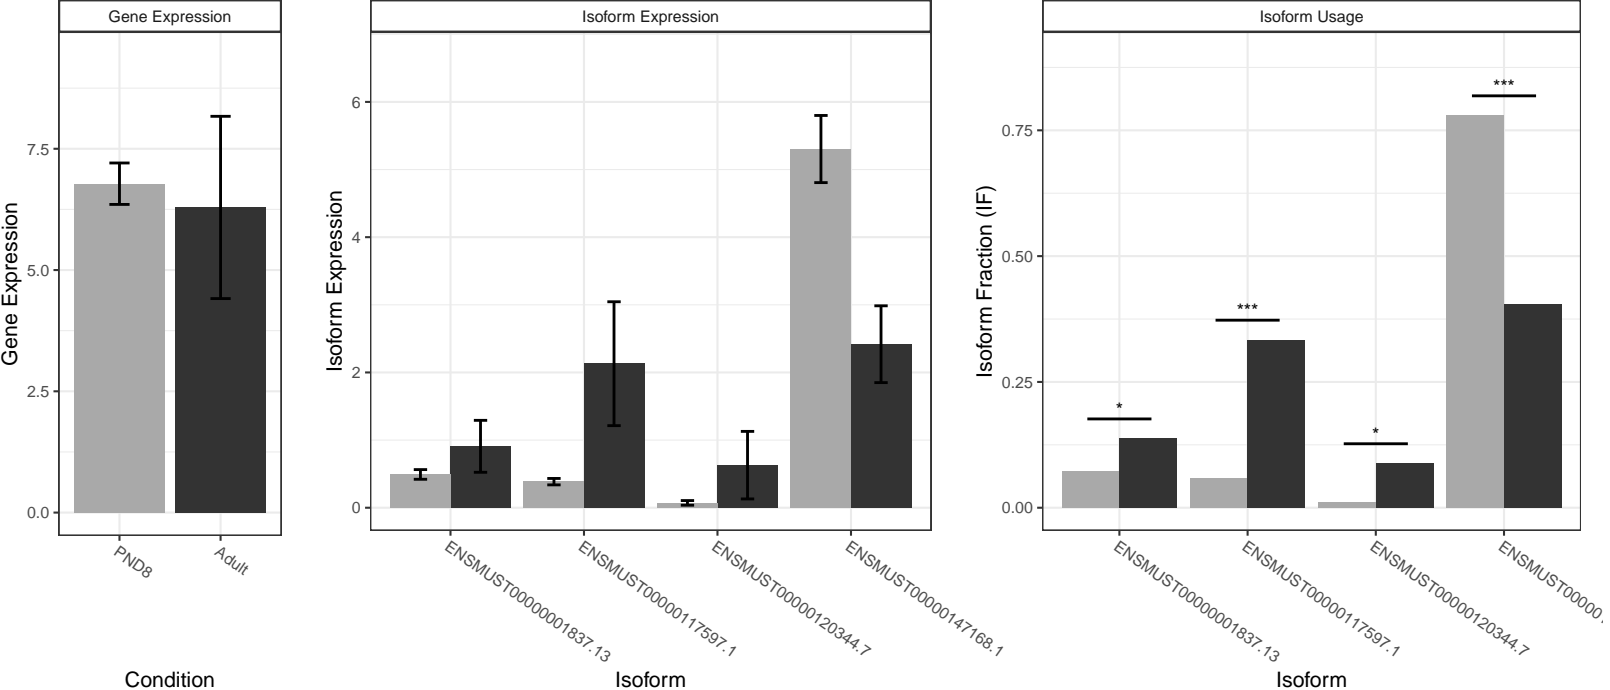 Gene Expression
Isoform Expression
Isoform Usage
Gene Expression
7.5
5.0
2.5
0.0
PND8
Adult
Condition
Isoform Expression
6
4
2
0
ENSMUST00000001837.13
ENSMUST00000117597.1
ENSMUST00000120344.7
ENSMUST00000147168.1
Isoform
Isoform Fraction (IF)
0.75
0.50
0.25
0.00
*
***
*
***
ENSMUST00000001837.13
ENSMUST00000117597.1
ENSMUST00000120344.7
ENSMUST00000
Isoform